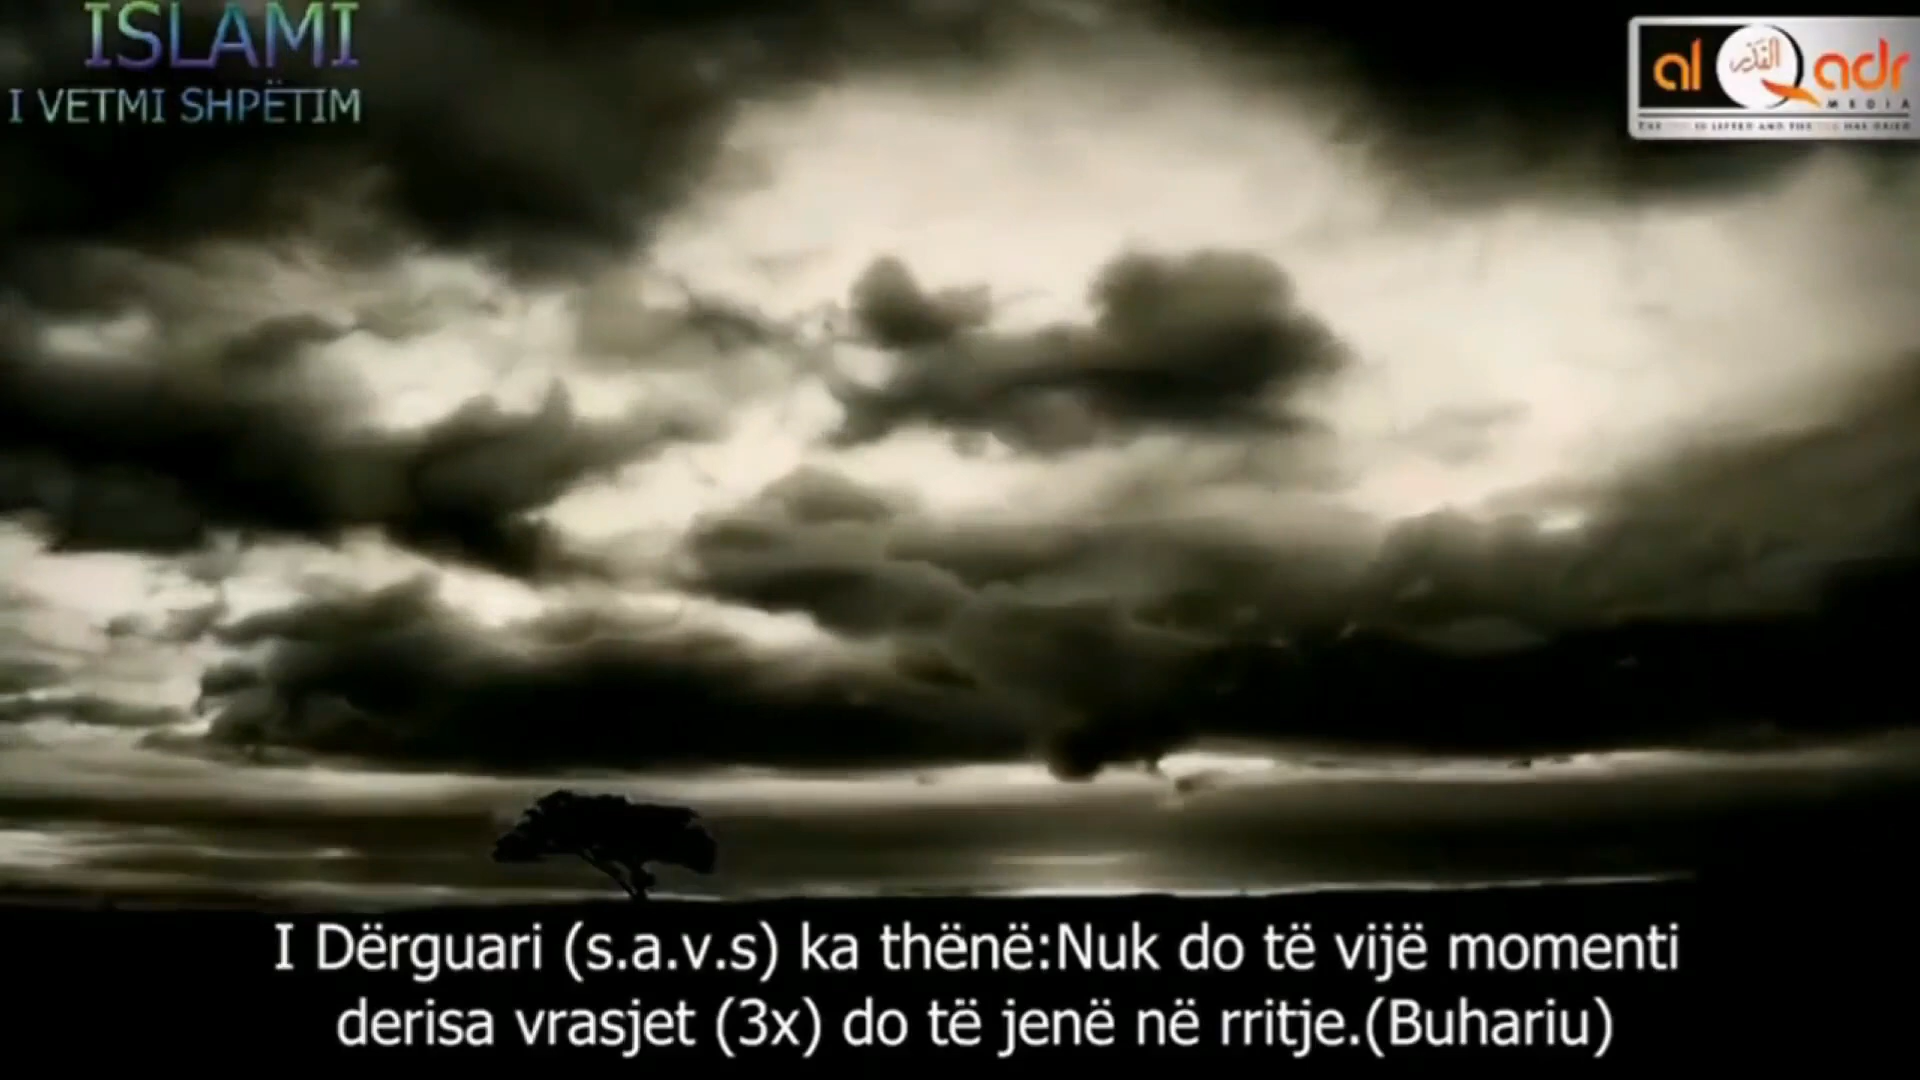 ISLAMI
I VETMI SHPËTIM
al Qadr
القدر
MEDIA
I Dërguari (s.a.v.s) ka thënë:Nuk do të vijë momenti
derisa vrasjet (3x) do të jenë në rritje.(Buhariu)